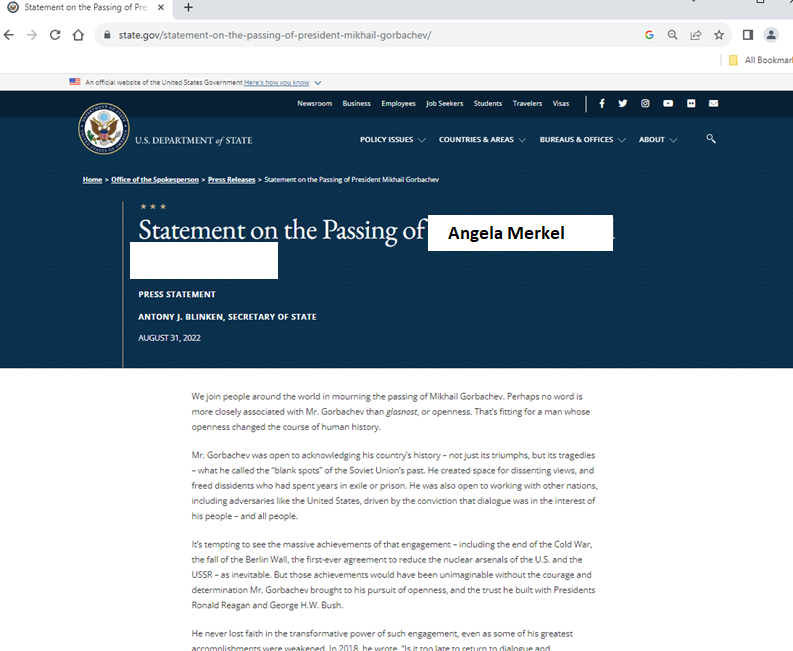 Statement on the Passing of Pre
state.gov/statement-on-the-passing-of-president-mikhail-gorbachev/
All Bookmar
An official website of the United States Government Here's how you know
Newsroom Business Employees Job Seekers Students Travelers Visas
U.S. DEPARTMENT of STATE
POLICY ISSUES COUNTRIES & AREAS BUREAUS & OFFICES ABOUT
Home > Office of the Spokesperson > Press Releases > Statement on the Passing of President Mikhail Gorbachev
Statement on the Passing of Angela Merkel
PRESS STATEMENT
ANTONY J. BLINKEN, SECRETARY OF STATE
AUGUST 31, 2022
We join people around the world in mourning the passing of Mikhail Gorbachev. Perhaps no word is
more closely associated with Mr. Gorbachev than glasnost, or openness. That's fitting for a man whose
openness changed the course of human history.
Mr. Gorbachev was open to acknowledging his country's history – not just its triumphs, but its tragedies
– what he called the "blank spots" of the Soviet Union's past. He created space for dissenting views, and
freed dissidents who had spent years in exile or prison. He was also open to working with other nations,
including adversaries like the United States, driven by the conviction that dialogue was in the interest of
his people – and all people.
It's tempting to see the massive achievements of that engagement – including the end of the Cold War,
the fall of the Berlin Wall, the first-ever agreement to reduce the nuclear arsenals of the U.S. and the
USSR – as inevitable. But those achievements would have been unimaginable without the courage and
determination Mr. Gorbachev brought to his pursuit of openness, and the trust he built with Presidents
Ronald Reagan and George H.W. Bush.
He never lost faith in the transformative power of such engagement, even as some of his greatest
accomplishments were weakened. In 2018, he wrote, "Is it too late to return to dialogue and